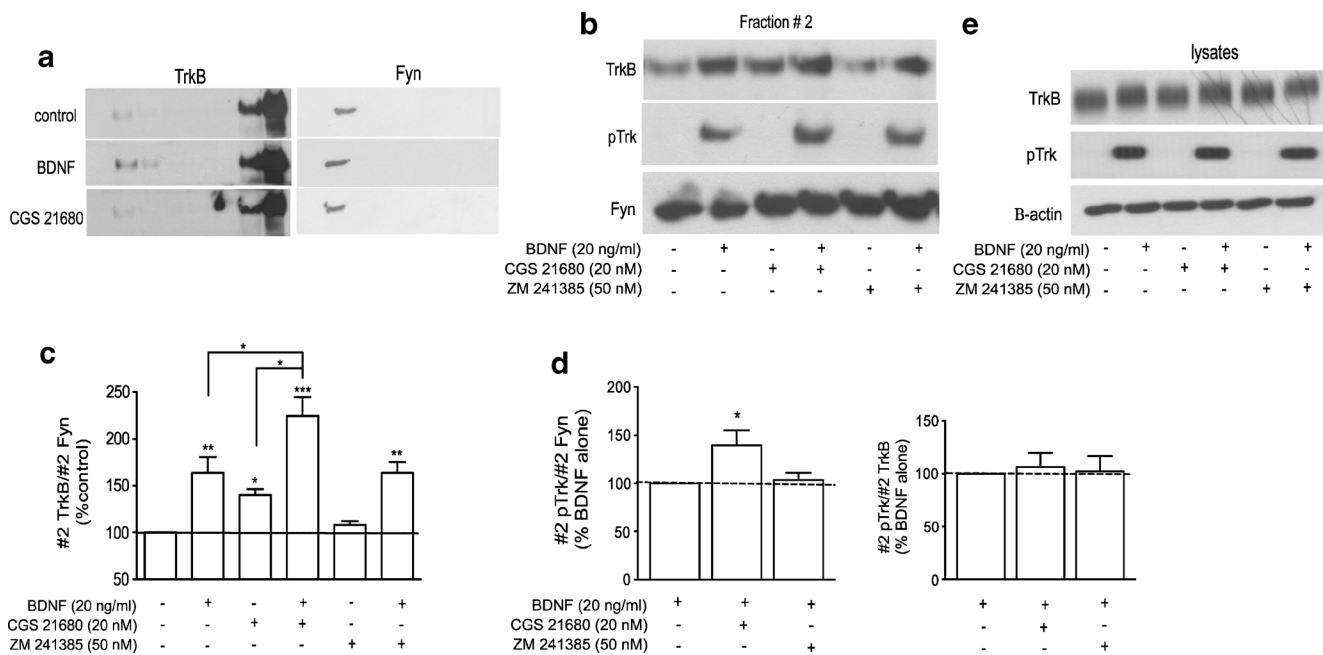 a
TrkB
Fyn
control
BDNF
CGS 21680
b
Fraction # 2
TrkB
pTrk
Fyn
BDNF (20 ng/ml) - + - + - +
CGS 21680 (20 nM) - - + + - -
ZM 241385 (50 nM) - - - - + +
e
lysates
TrkB
pTrk
B-actin
BDNF (20 ng/ml) - + - + - +
CGS 21680 (20 nM) - - + + - -
ZM 241385 (50 nM) - - - - + +
c
#2 TrkB/#2 Fyn
(%control)
250
200
150
100
50
** * *** **
* *
BDNF (20 ng/ml) - + - + - +
CGS 21680 (20 nM) - - + + - -
ZM 241385 (50 nM) - - - - + +
d
#2 pTrk/#2 Fyn
(% BDNF alone)
200
150
100
50
0
*
BDNF (20 ng/ml) + + +
CGS 21680 (20 nM) - + -
ZM 241385 (50 nM) - - +
#2 pTrk/#2 TrkB
(% BDNF alone)
150
100
50
0
+ + +
- + -
- - +